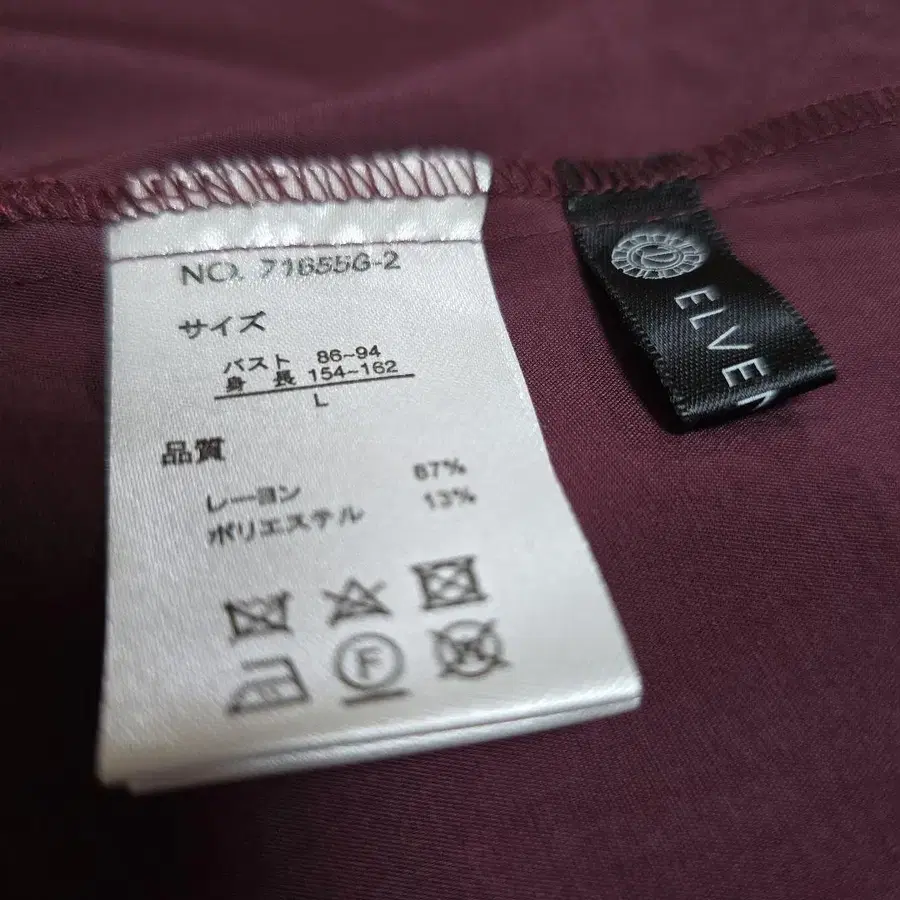 NO. 716556-2
サイズ
バスト 86~94
身 長 154~162
L
品質
レーヨン 87%
ポリエステル 13%
F
ELVE